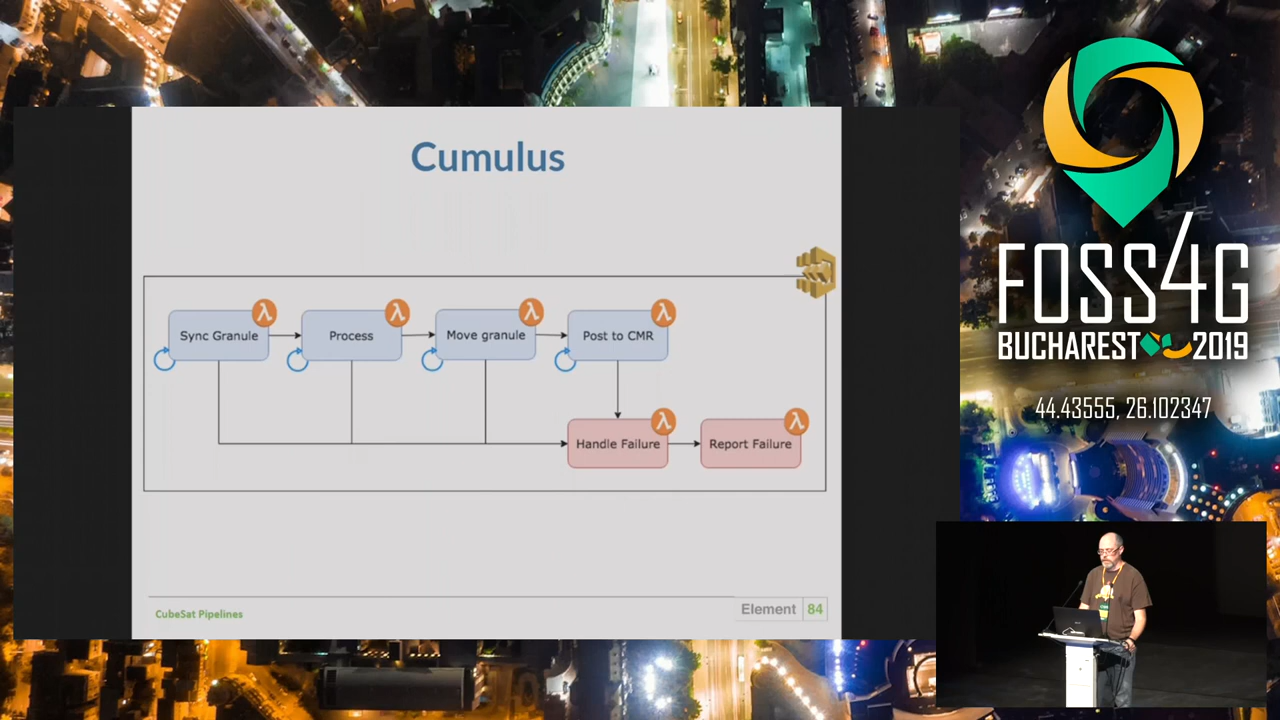 Cumulus
Sync Granule
Process
Move granule
Post to CMR
λ
λ
λ
λ
Handle Failure
Report Failure
λ
λ
CubeSat Pipelines
Element 84
FOSS4G
BUCHAREST 2019
44.43555, 26.102347